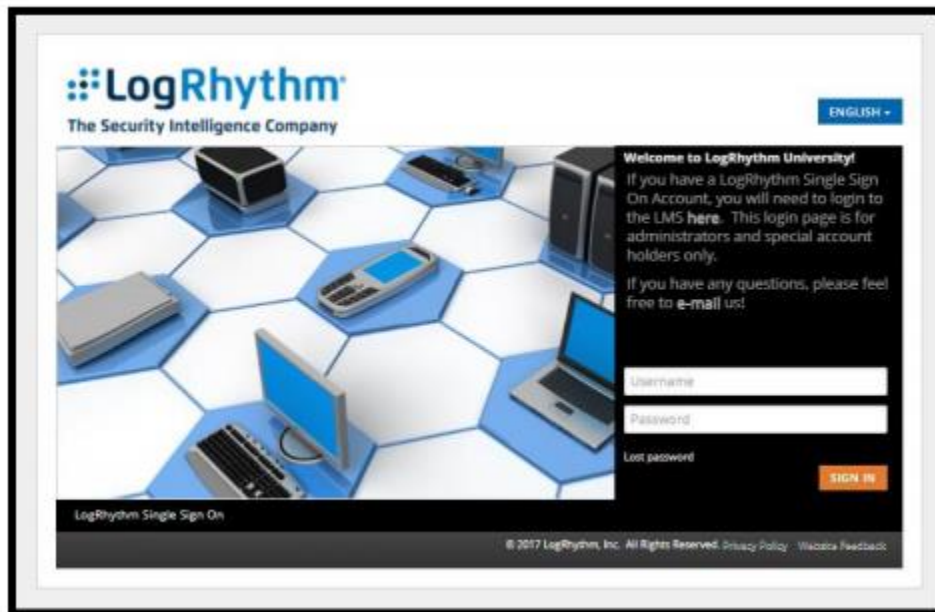 LogRhythm
The Security Intelligence Company
ENGLISH
Welcome to LogRhythm University!
If you have a LogRhythm Single Sign
On Account, you will need to login to
the LMS here. This login page is for
administrators and special account
holders only.
If you have any questions, please feel
free to e-mail us!
Username
Password
Lost password
SIGN IN
LogRhythm Single Sign On
© 2017 LogRhythm, Inc. All Rights Reserved. Privacy Policy Website Feedback